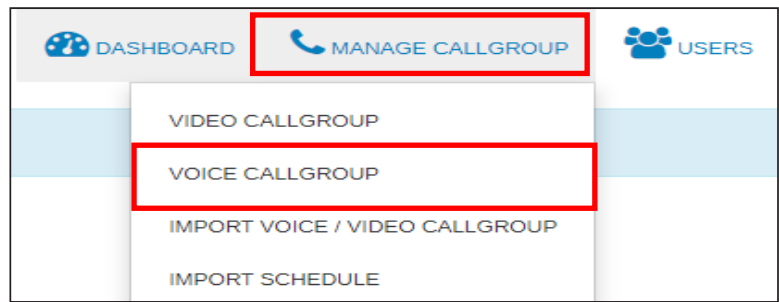 DASHBOARD MANAGE CALLGROUP USERS
VIDEO CALLGROUP
VOICE CALLGROUP
IMPORT VOICE / VIDEO CALLGROUP
IMPORT SCHEDULE